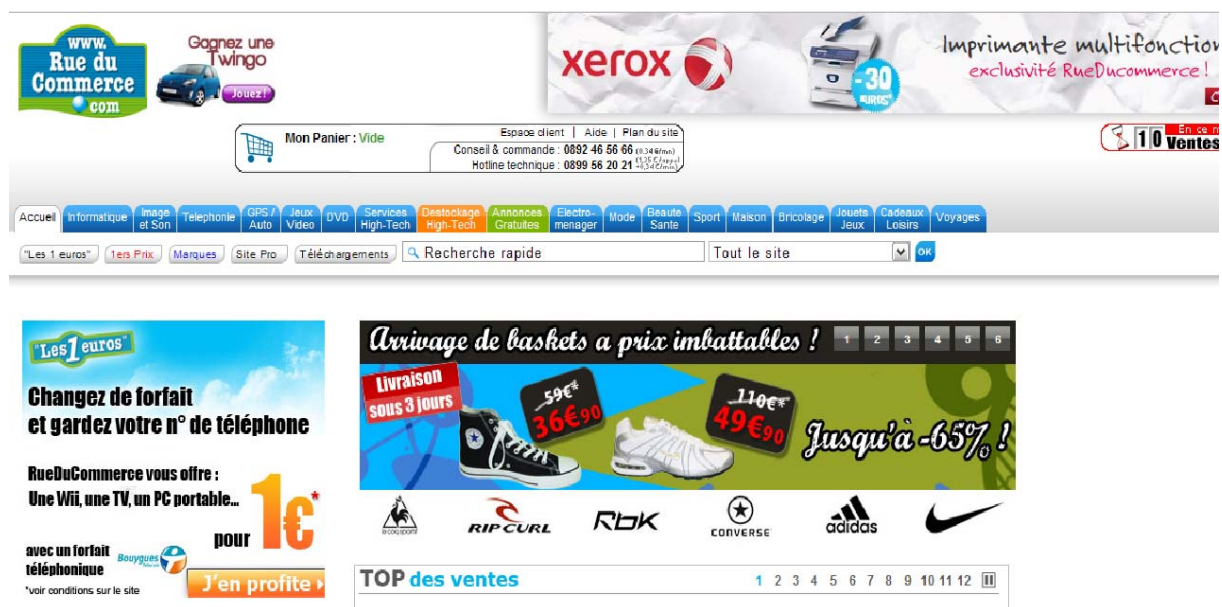 www.
Rue du
Commerce
com
Gagnez une
Twingo
Jouez !
xerox
- 30
EUROS*
Imprimante multifonction
exclusivité RueDucommerce !
Mon Panier : Vide
Espace client | Aide | Plan du site
Conseil & commande : 0892 46 56 66 (0,34 €/mn)
Hotline technique : 0899 56 20 21
10
En ce m
Ventes
Accueil
Informatique
Image et Son
Telephonie
GPS / Auto
Jeux Video
DVD
Services High-Tech
Destockage High-Tech
Annonces Gratuites
Electro-menager
Mode
Beaute Sante
Sport
Maison
Bricolage
Jouets Jeux
Cadeaux Loisirs
Voyages
"Les 1 euros"
1ers Prix
Marques
Site Pro
Téléchargements
Recherche rapide
Tout le site
OK
"Les 1 euros"
Changez de forfait
et gardez votre n° de téléphone
RueDuCommerce vous offre :
Une Wii, une TV, un PC portable...
pour 1€*
avec un forfait
téléphonique
Bouygues
*voir conditions sur le site
J'en profite
Arrivage de baskets a prix imbattables !
1 2 3 4 5 6
Livraison
sous 3 jours
59€*
36€90
110€*
49€90
Jusqu'à -65% !
le coq sportif
RIP CURL
Rbk
CONVERSE
adidas
TOP des ventes
1 2 3 4 5 6 7 8 9 10 11 12